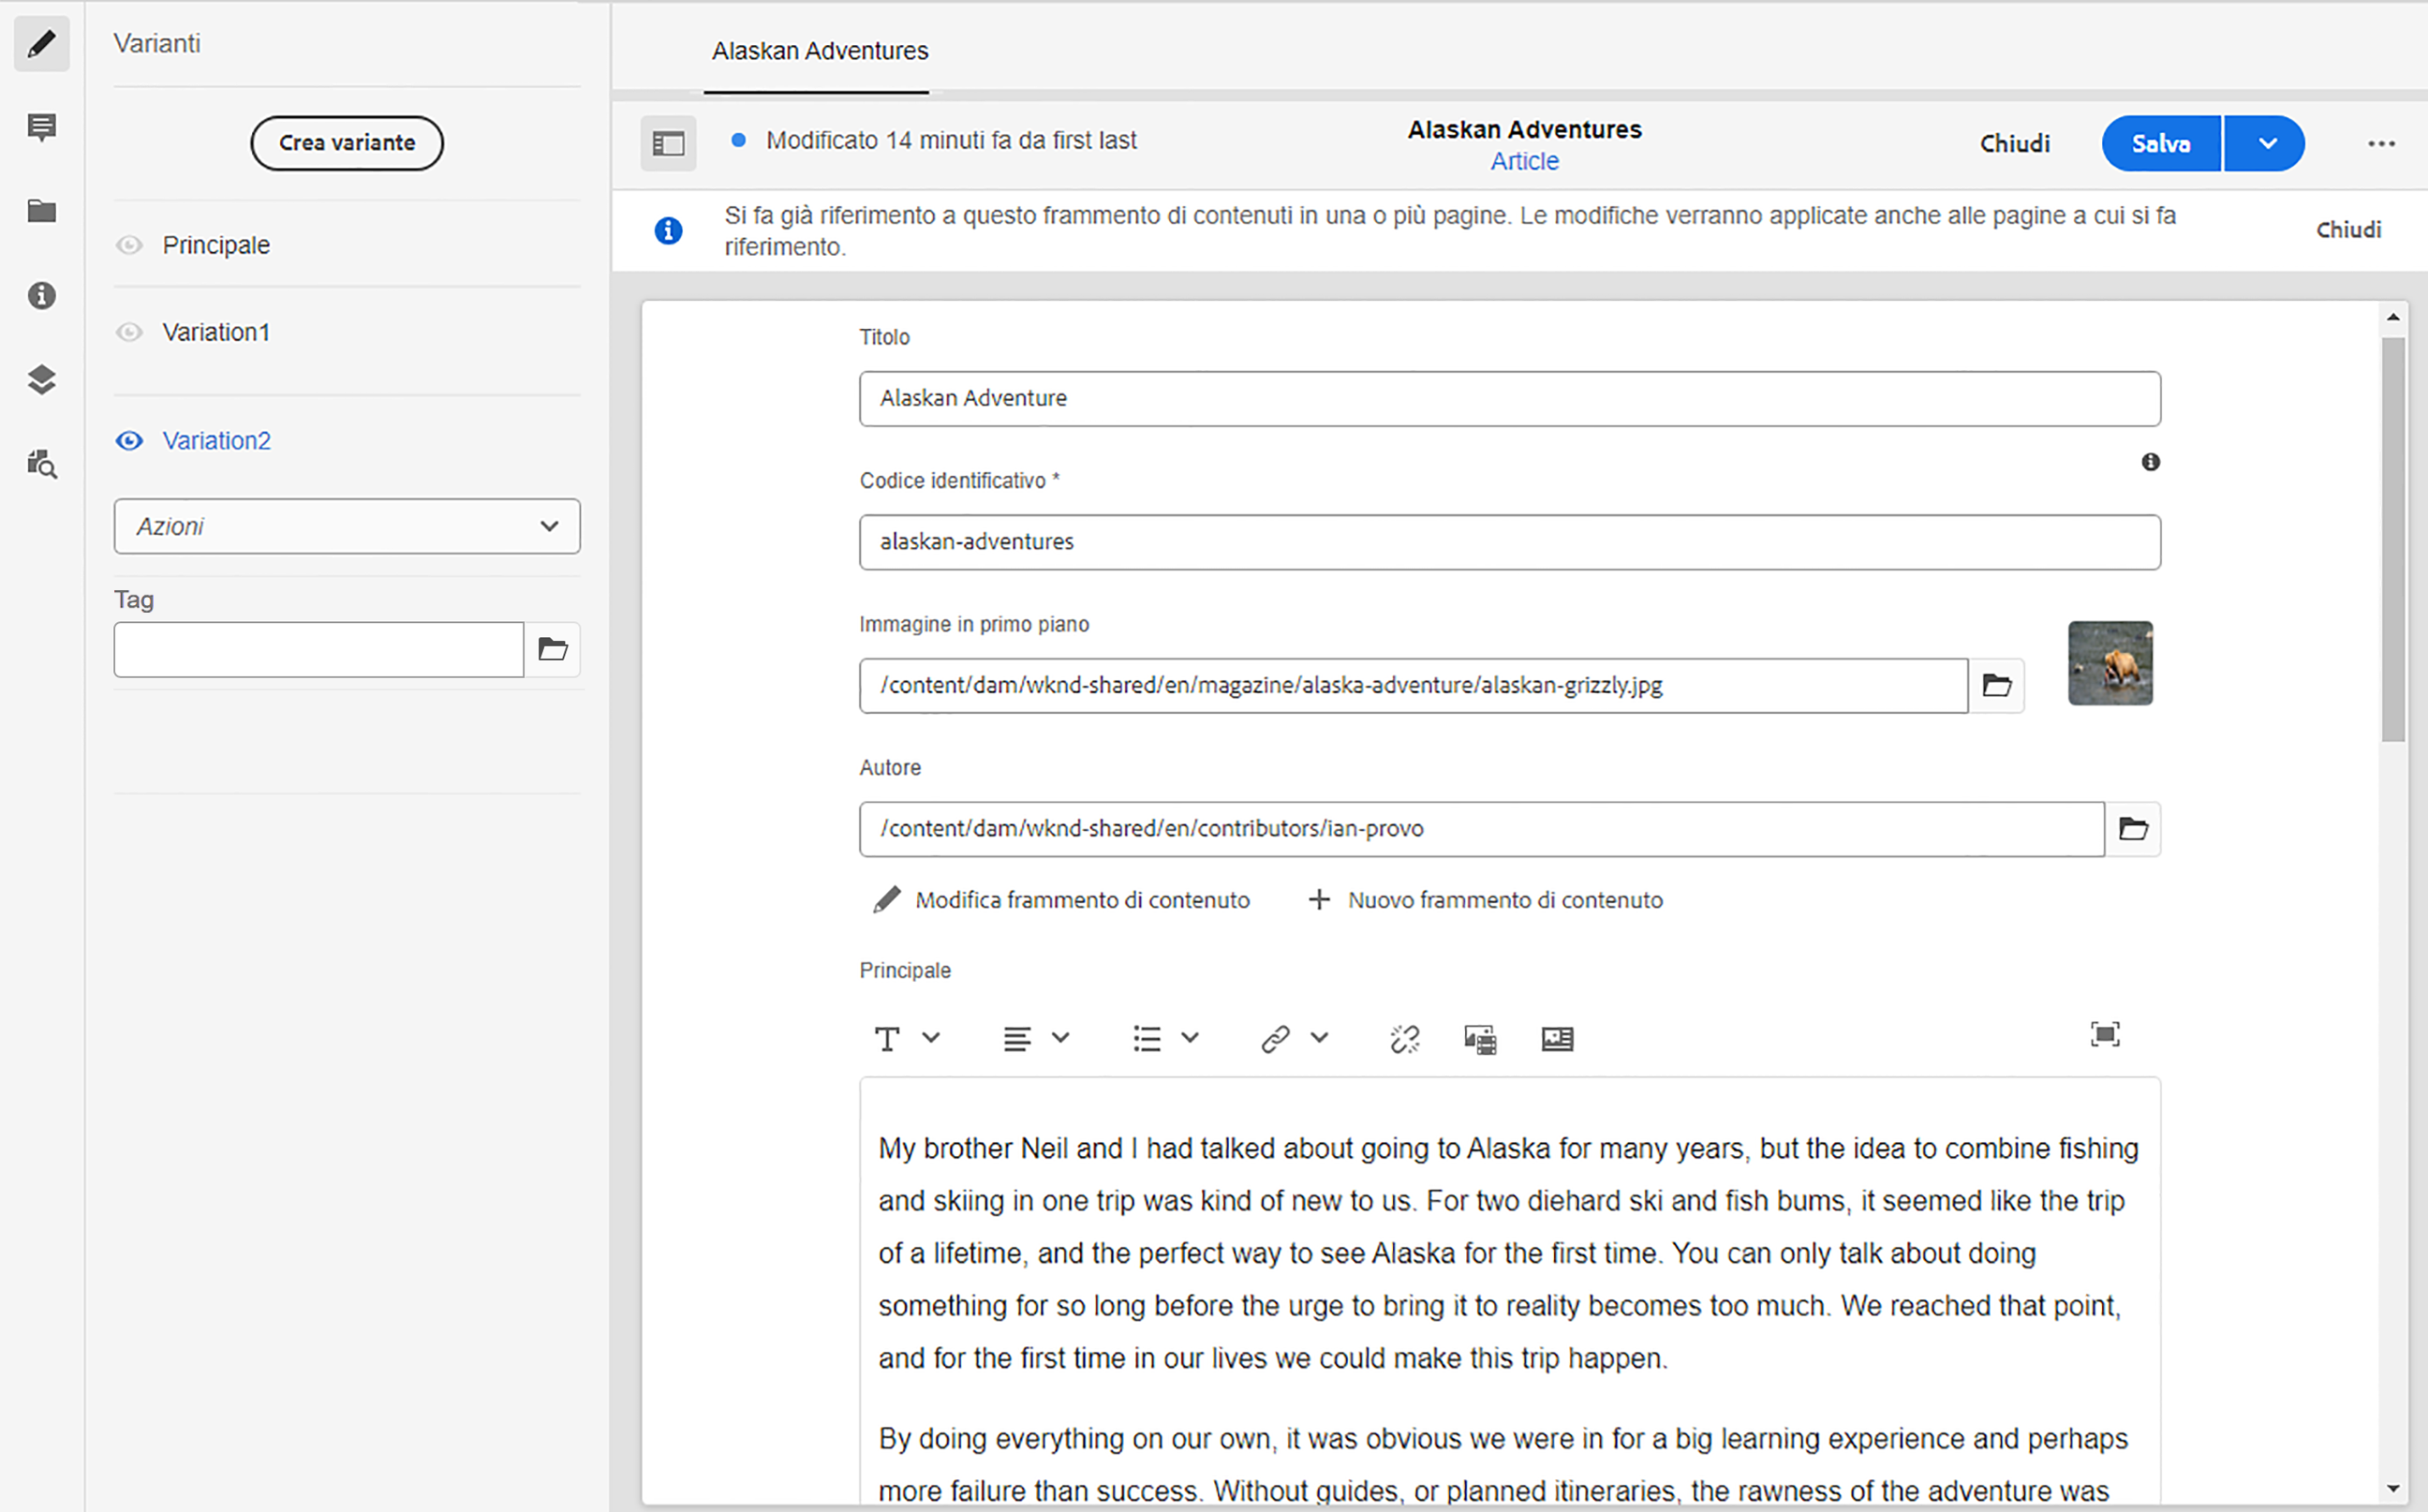 Varianti
Crea variante
Principale
Variation1
Variation2
Azioni
Tag
Alaskan Adventures
Modificato 14 minuti fa da first last
Alaskan Adventures
Article
Chiudi
Salva
Si fa già riferimento a questo frammento di contenuti in una o più pagine. Le modifiche verranno applicate anche alle pagine a cui si fa
riferimento.
Chiudi
Titolo
Alaskan Adventure
Codice identificativo *
alaskan-adventures
Immagine in primo piano
/content/dam/wknd-shared/en/magazine/alaska-adventure/alaskan-grizzly.jpg
Autore
/content/dam/wknd-shared/en/contributors/ian-provo
Modifica frammento di contenuto
Nuovo frammento di contenuto
Principale
My brother Neil and I had talked about going to Alaska for many years, but the idea to combine fishing
and skiing in one trip was kind of new to us. For two diehard ski and fish bums, it seemed like the trip
of a lifetime, and the perfect way to see Alaska for the first time. You can only talk about doing
something for so long before the urge to bring it to reality becomes too much. We reached that point,
and for the first time in our lives we could make this trip happen.
By doing everything on our own, it was obvious we were in for a big learning experience and perhaps
more failure than success. Without guides, or planned itineraries, the rawness of the adventure was